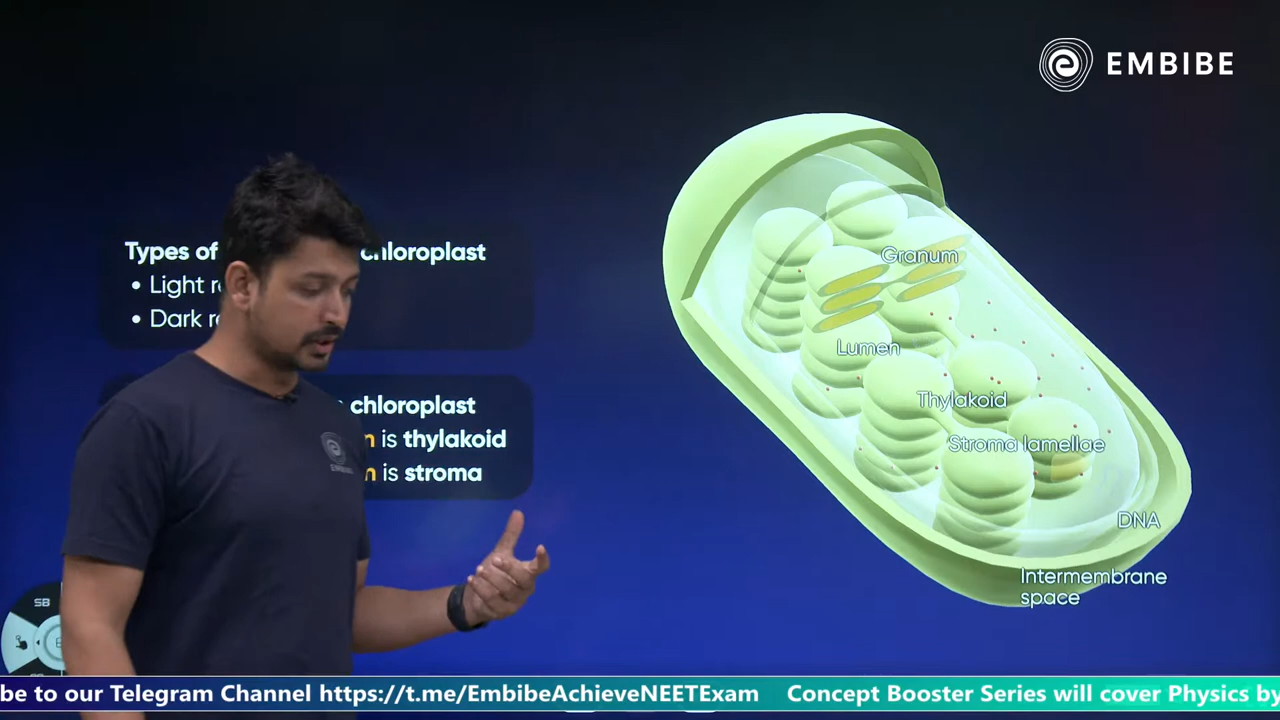 EMBIBE
Types of chloroplast
• Light
• Dark
chloroplast
is thylakoid
is stroma
Granum
Lumen
Thylakoid
Stroma lamellae
DNA
Intermembrane
space
SB
be to our Telegram Channel https://t.me/EmbibeAchieveNEETExam Concept Booster Series will cover Physics by